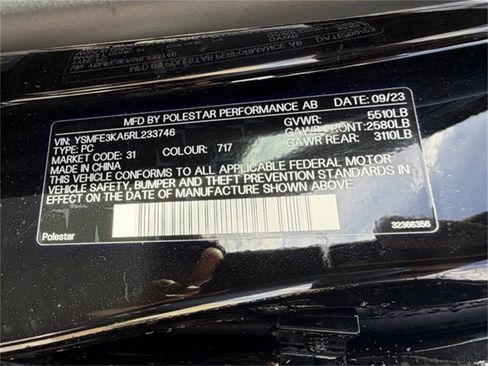 MFD BY POLESTAR PERFORMANCE AB DATE: 09/23
VIN: YSMFE3KA5RL233746 GVWR: 5510LB
TYPE: PC GAWR FRONT: 2580LB
MARKET CODE: 31 COLOUR: 717 GAWR REAR: 3110LB
MADE IN CHINA
THIS VEHICLE CONFORMS TO ALL APPLICABLE FEDERAL MOTOR
VEHICLE SAFETY, BUMPER AND THEFT PREVENTION STANDARDS IN
EFFECT ON THE DATE OF MANUFACTURE SHOWN ABOVE.
Polestar 32366356